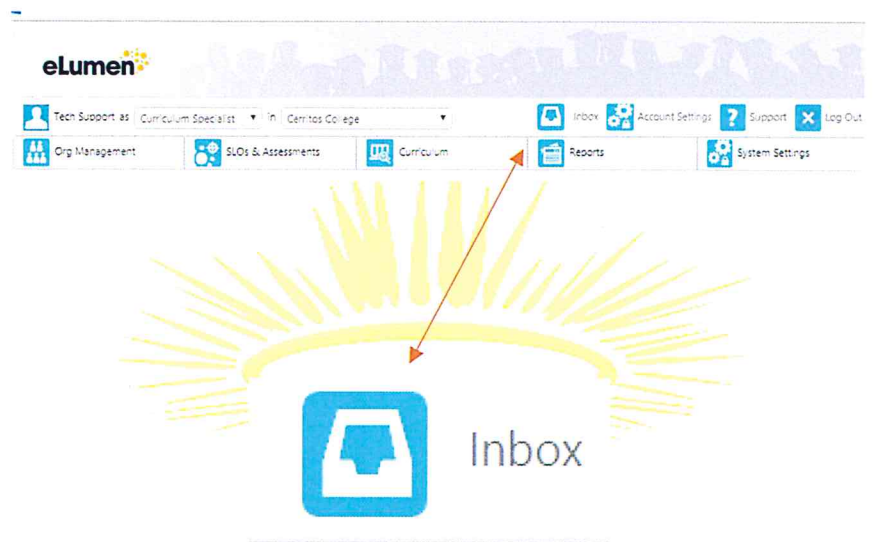 eLumen
Tech Support as Curriculum Specialist in Cerritos College Inbox Account Settings ? Support Log Out
Org Management SLOs & Assessments Curriculum Reports System Settings
Inbox